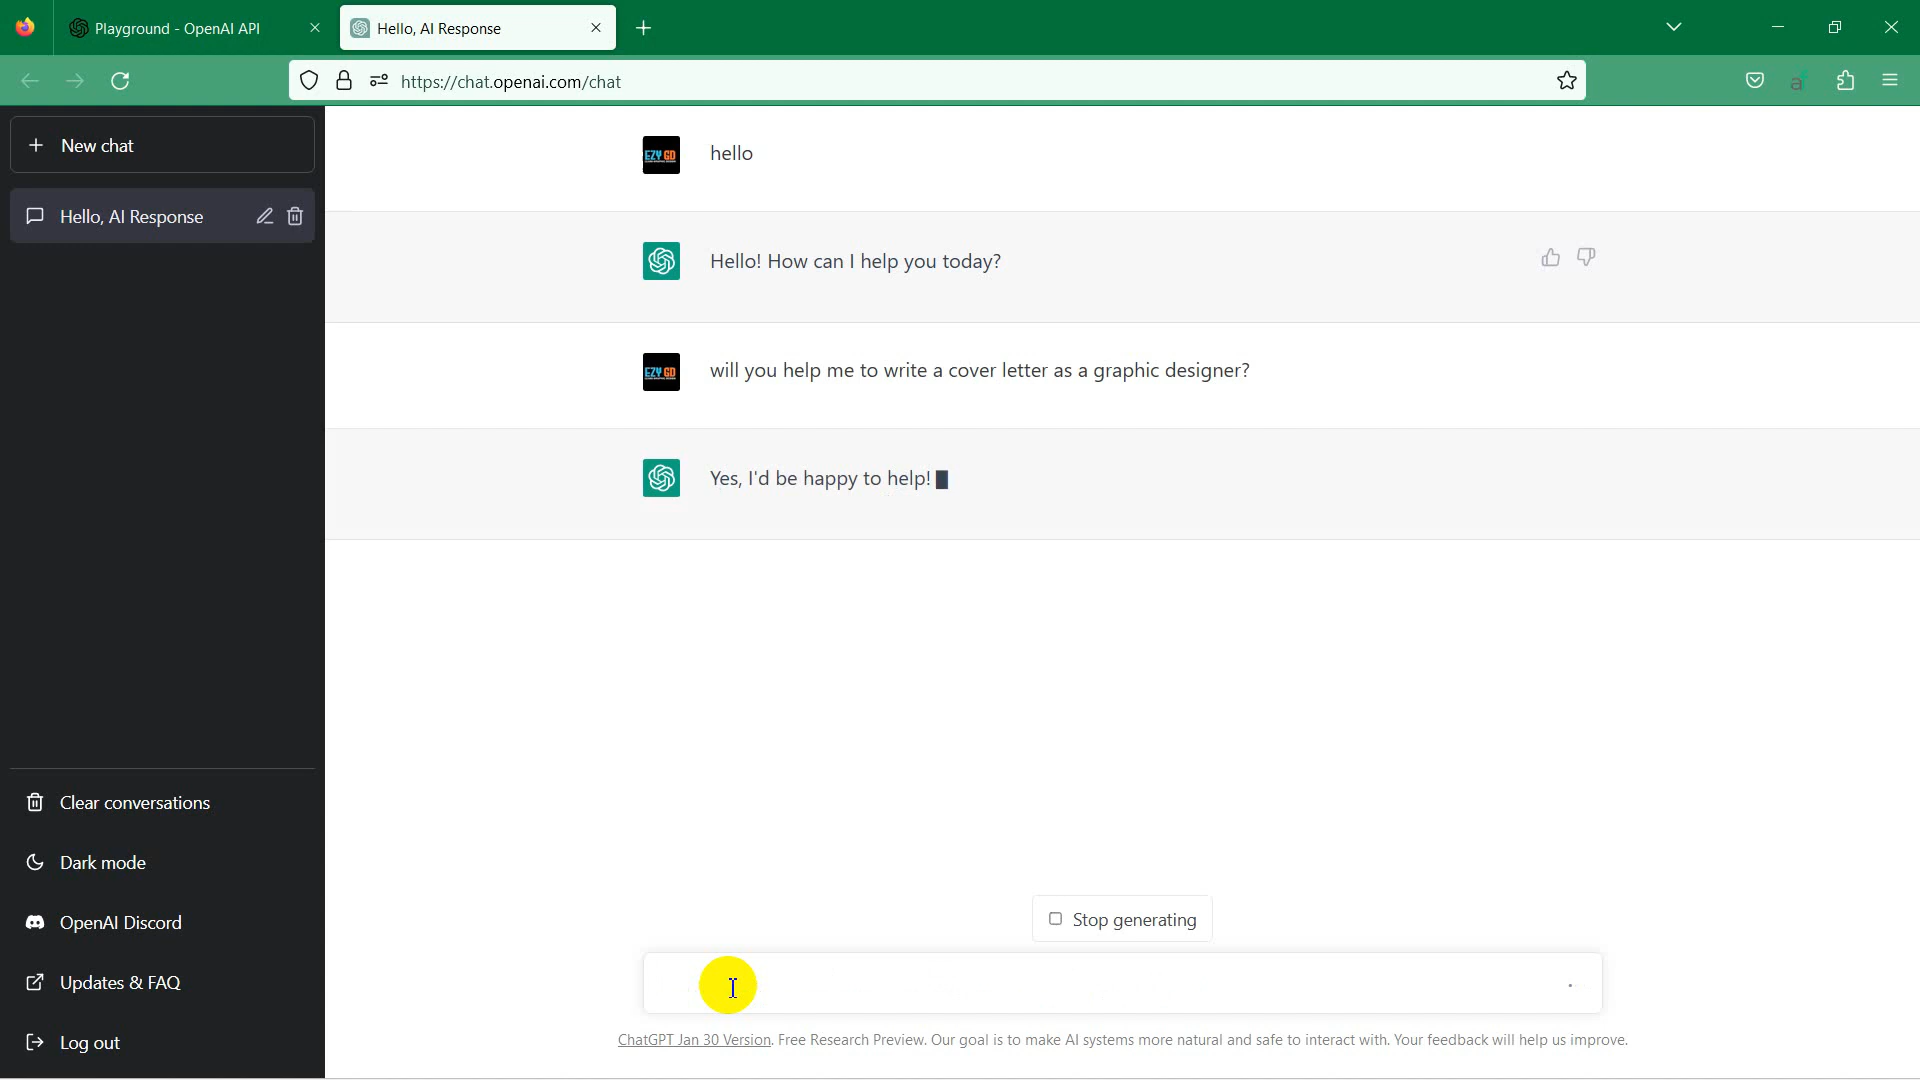 Playground - OpenAI API
Hello, AI Response
https://chat.openai.com/chat
New chat
Hello, AI Response
Clear conversations
Dark mode
OpenAI Discord
Updates & FAQ
Log out
EZY GD
hello
Hello! How can I help you today?
EZY GD
will you help me to write a cover letter as a graphic designer?
Yes, I'd be happy to help!
Stop generating
ChatGPT Jan 30 Version. Free Research Preview. Our goal is to make AI systems more natural and safe to interact with. Your feedback will help us improve.